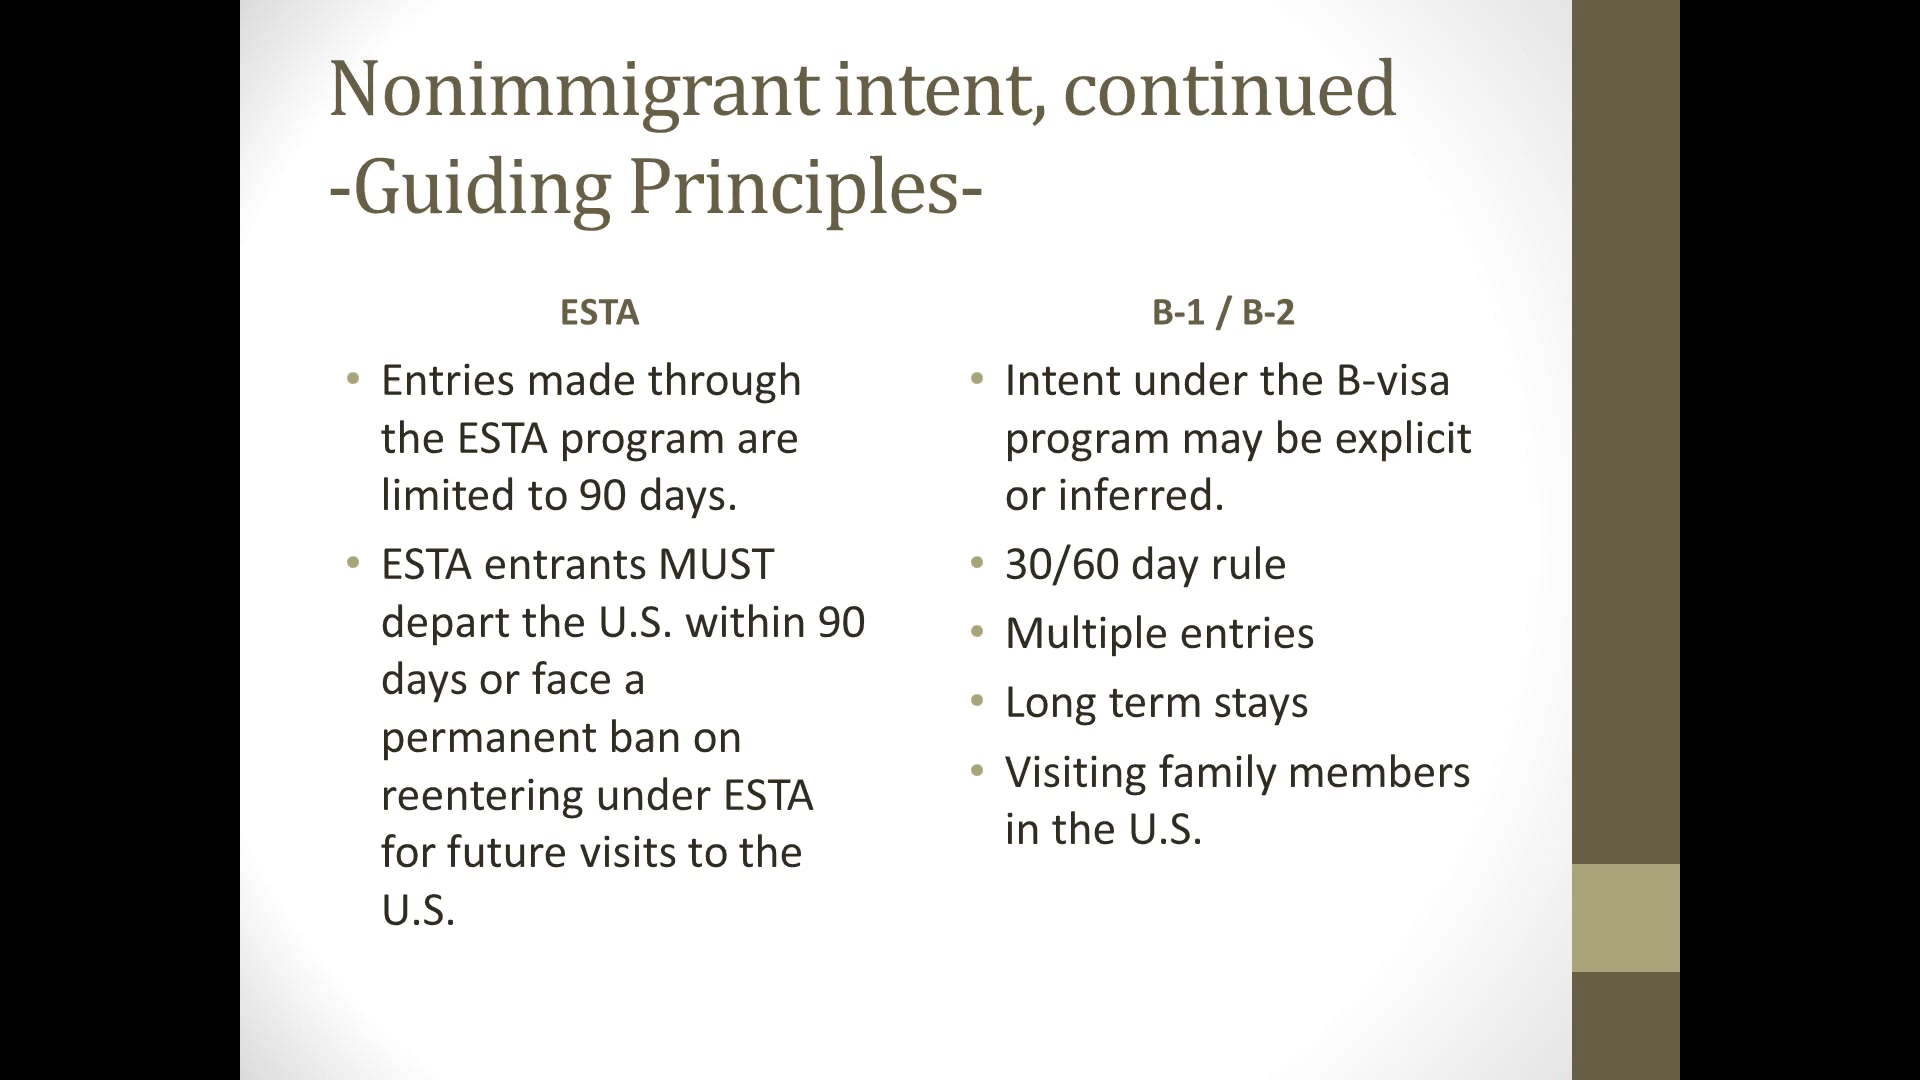 Nonimmigrant intent, continued
-Guiding Principles-
ESTA
• Entries made through
the ESTA program are
limited to 90 days.
• ESTA entrants MUST
depart the U.S. within 90
days or face a
permanent ban on
reentering under ESTA
for future visits to the
U.S.
B-1 / B-2
• Intent under the B-visa
program may be explicit
or inferred.
• 30/60 day rule
• Multiple entries
• Long term stays
• Visiting family members
in the U.S.